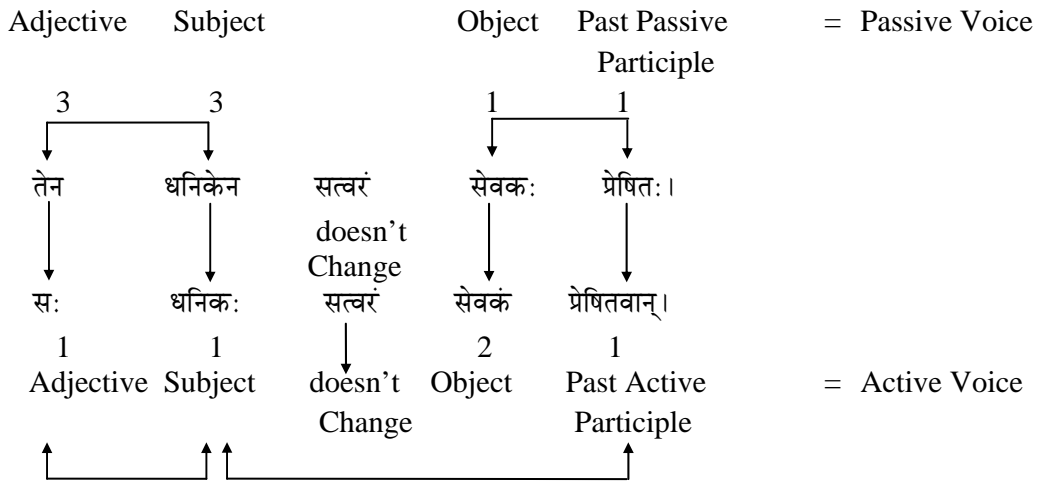 Adjective Subject Object Past Passive = Passive Voice
Participle
3 3 1 1
तेन धनिकेन सत्वरं सेवकः प्रेषितः।
doesn't
Change
सः धनिकः सत्वरं सेवकं प्रेषितवान्।
1 1 2 1
Adjective Subject doesn't Object Past Active = Active Voice
Change Participle